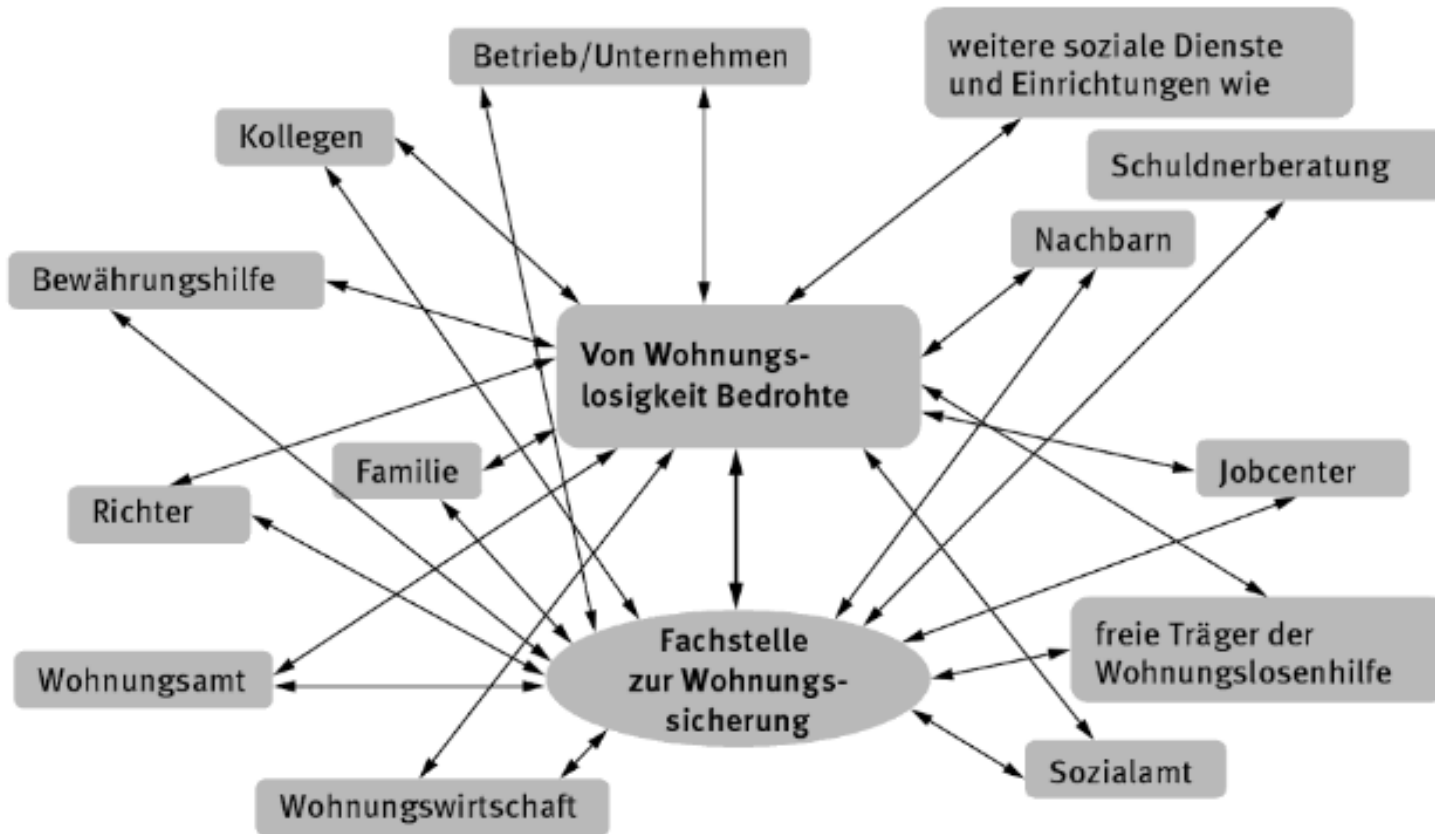 Betrieb/Unternehmen
weitere soziale Dienste
und Einrichtungen wie
Kollegen
Schuldnerberatung
Nachbarn
Bewährungshilfe
Von Wohnungs-
losigkeit Bedrohte
Familie
Jobcenter
Richter
Fachstelle
zur Wohnungs-
sicherung
freie Träger der
Wohnungslosenhilfe
Wohnungsamt
Sozialamt
Wohnungswirtschaft